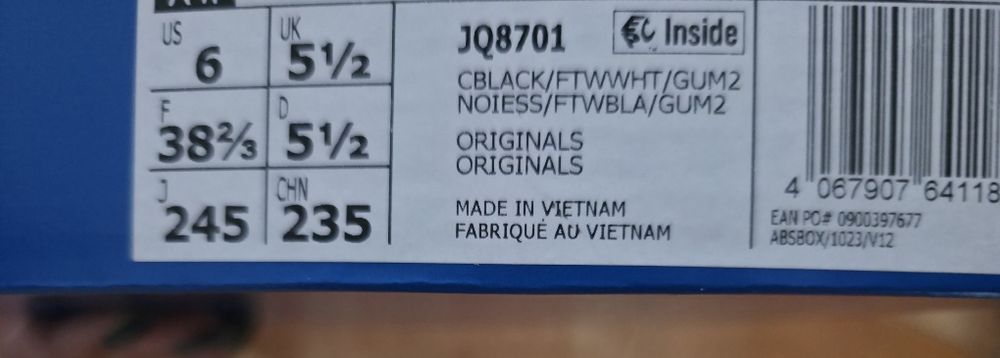 US 6 UK 5½
F 38⅔ D 5½
J 245 CHN 235
JQ8701
Inside
CBLACK/FTWWHT/GUM2
NOIESS/FTWBLA/GUM2
ORIGINALS
ORIGINALS
MADE IN VIETNAM
FABRIQUÉ AU VIETNAM
4 067907 64118
EAN PO# 0900397677
ABSBOX/1023/V12